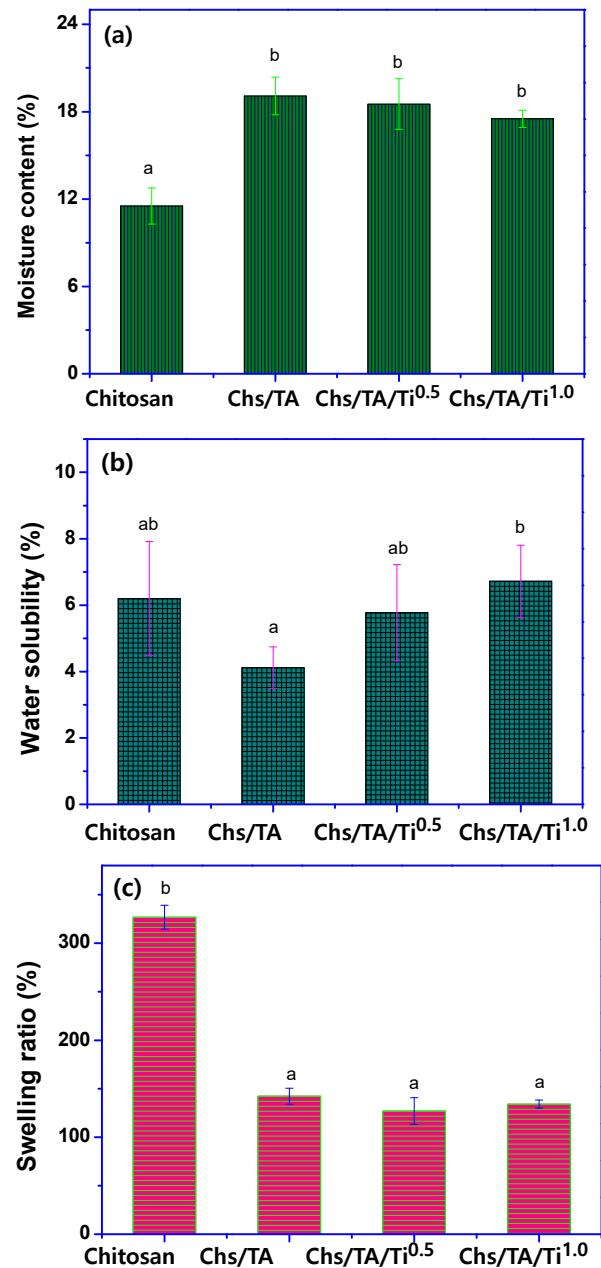 (a)
Moisture content (%)
24
18
12
6
0
a
b
b
b
Chitosan Chs/TA Chs/TA/Ti0.5 Chs/TA/Ti1.0
(b)
Water solubility (%)
10
8
6
4
2
0
ab
a
ab
b
Chitosan Chs/TA Chs/TA/Ti0.5 Chs/TA/Ti1.0
(c)
Swelling ratio (%)
300
200
100
0
b
a
a
a
Chitosan Chs/TA Chs/TA/Ti0.5 Chs/TA/Ti1.0